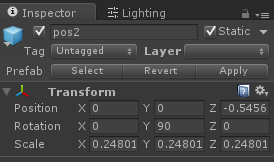 Inspector Lighting
pos2 Static
Tag Untagged Layer
Prefab Select Revert Apply
Transform
Position X 0 Y 0 Z -0.5456
Rotation X 0 Y 90 Z 0
Scale X 0.24801 Y 0.24801 Z 0.24801